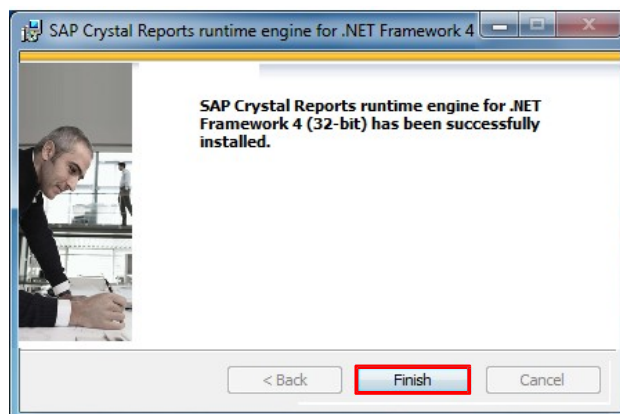 SAP Crystal Reports runtime engine for .NET Framework 4
SAP Crystal Reports runtime engine for .NET
Framework 4 (32-bit) has been successfully
installed.
< Back
Finish
Cancel